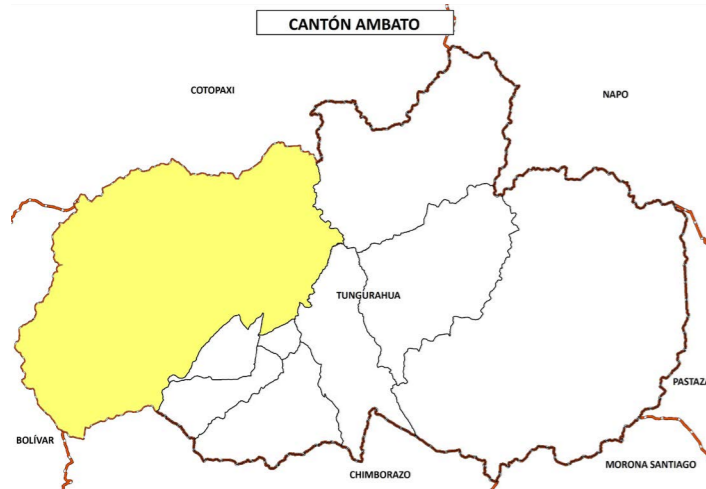 CANTÓN AMBATO
COTOPAXI
NAPO
TUNGURAHUA
PASTAZA
BOLÍVAR
CHIMBORAZO
MORONA SANTIAGO